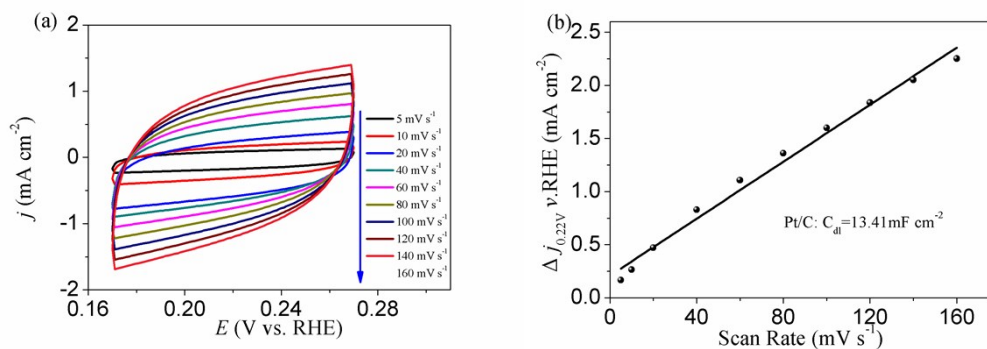 (a)
2
1
0
-1
-2
j (mA cm⁻²)
0.16
0.20
0.24
0.28
E (V vs. RHE)
5 mV s⁻¹
10 mV s⁻¹
20 mV s⁻¹
40 mV s⁻¹
60 mV s⁻¹
80 mV s⁻¹
100 mV s⁻¹
120 mV s⁻¹
140 mV s⁻¹
160 mV s⁻¹
(b)
2.5
2.0
1.5
1.0
0.5
0.0
Δ j0.22V v.RHE (mA cm⁻²)
Pt/C: Cdl=13.41mF cm⁻²
0
40
80
120
160
Scan Rate (mV s⁻¹)